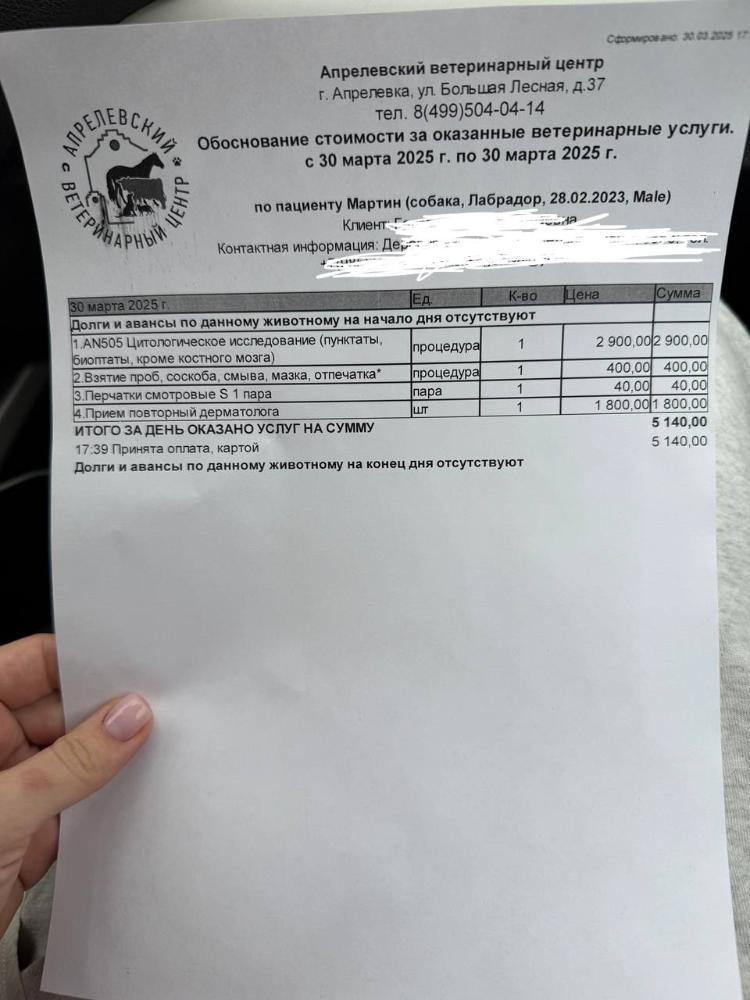 Сформировано: 30.03.2025 17:
Апрелевский ветеринарный центр
г. Апрелевка, ул. Большая Лесная, д.37
тел. 8(499)504-04-14
АПРЕЛЕВСКИЙ ВЕТЕРИНАРНЫЙ ЦЕНТР
Обоснование стоимости за оказанные ветеринарные услуги.
с 30 марта 2025 г. по 30 марта 2025 г.
по пациенту Мартин (собака, Лабрадор, 28.02.2023, Male)
Клиент:
Контактная информация:
30 марта 2025 г. Ед. К-во Цена Сумма
Долги и авансы по данному животному на начало дня отсутствуют
1.AN505 Цитологическое исследование (пунктаты, биоптаты, кроме костного мозга) процедура 1 2 900,00 2 900,00
2.Взятие проб, соскоба, смыва, мазка, отпечатка* процедура 1 400,00 400,00
3.Перчатки смотровые S 1 пара пара 1 40,00 40,00
4.Прием повторный дерматолога шт 1 1 800,00 1 800,00
ИТОГО ЗА ДЕНЬ ОКАЗАНО УСЛУГ НА СУММУ 5 140,00
17:39 Принята оплата, картой 5 140,00
Долги и авансы по данному животному на конец дня отсутствуют